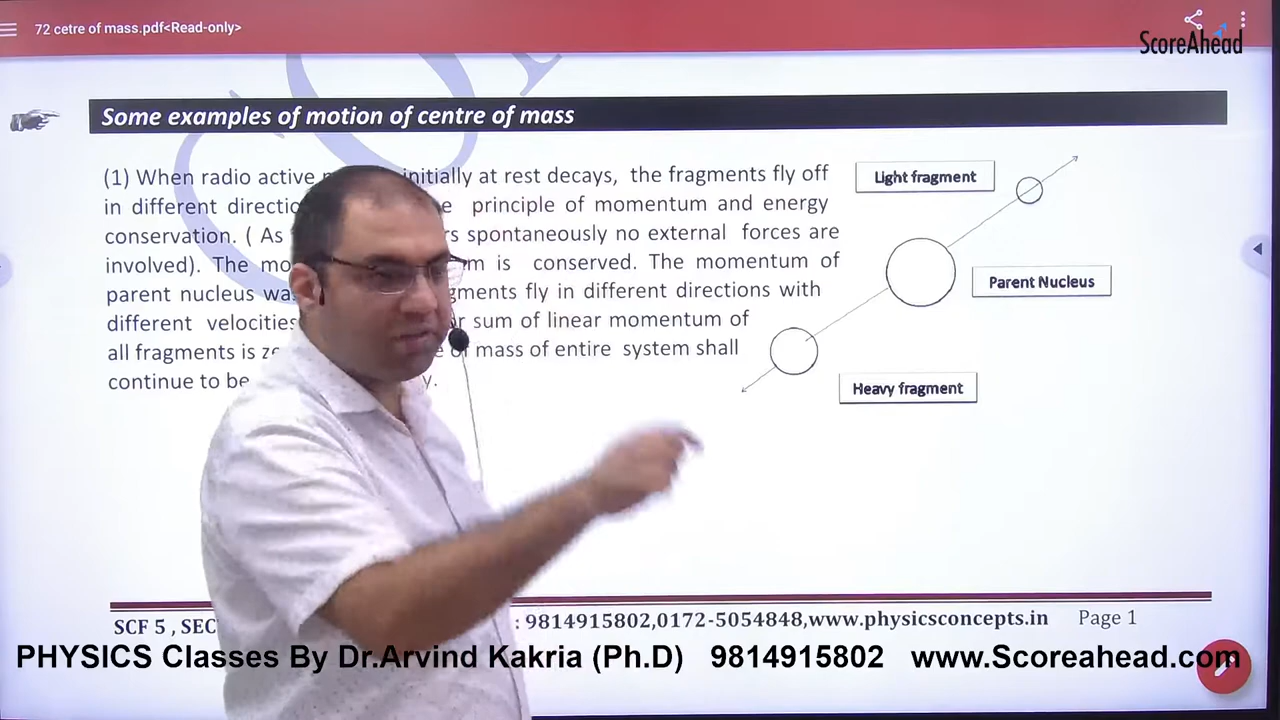 72 cetre of mass.pdf<Read-only>
ScoreAhead
Some examples of motion of centre of mass
(1) When radio active initially at rest decays, the fragments fly off
in different principle of momentum and energy
conservation. ( As spontaneously no external forces are
involved). The is conserved. The momentum of
parent nucleus fly in different directions with
different velocities sum of linear momentum of
all fragments is of mass of entire system shall
continue to be
Light fragment
Parent Nucleus
Heavy fragment
SCF 5 , SEC : 9814915802,0172-5054848,www.physicsconcepts.in Page 1
PHYSICS Classes By Dr.Arvind Kakria (Ph.D) 9814915802 www.Scoreahead.com